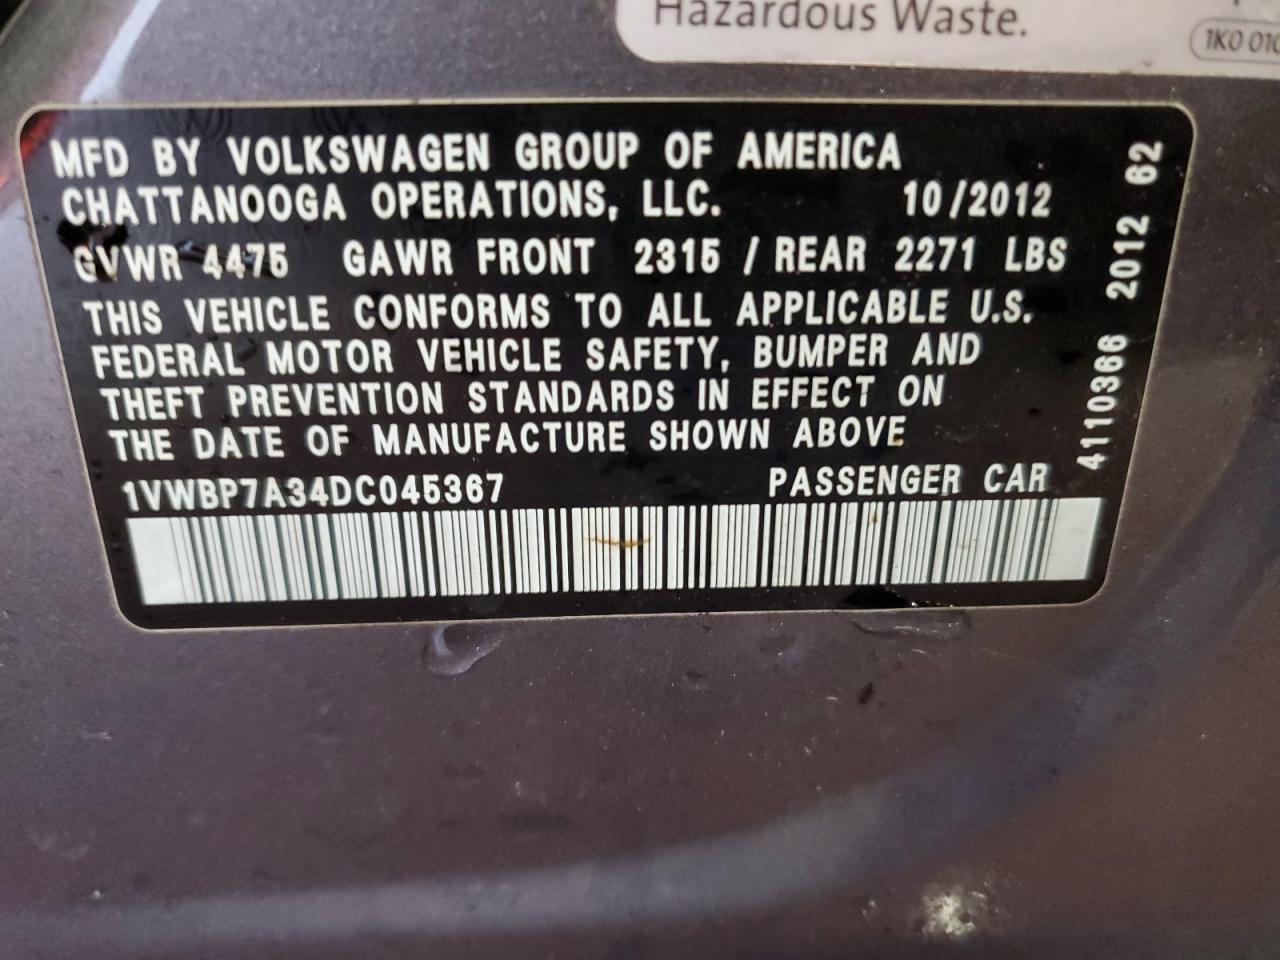 Hazardous Waste.
1K0 010
MFD BY VOLKSWAGEN GROUP OF AMERICA
CHATTANOOGA OPERATIONS, LLC. 10/2012
GVWR 4475 GAWR FRONT 2315 / REAR 2271 LBS
THIS VEHICLE CONFORMS TO ALL APPLICABLE U.S.
FEDERAL MOTOR VEHICLE SAFETY, BUMPER AND
THEFT PREVENTION STANDARDS IN EFFECT ON
THE DATE OF MANUFACTURE SHOWN ABOVE
1VWBP7A34DC045367 PASSENGER CAR
4110366 2012 62